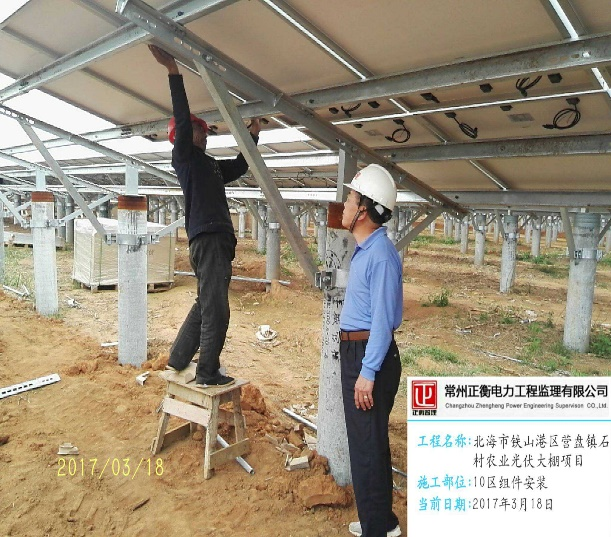 2017/03/18
正衡监理
常州正衡电力工程监理有限公司
Changzhou Zhengheng Power Engineering Supervision CO.,Ltd.
工程名称:北海市铁山港区营盘镇石
村农业光伏大棚项目
施工部位:10区组件安装
当前日期:2017年3月18日